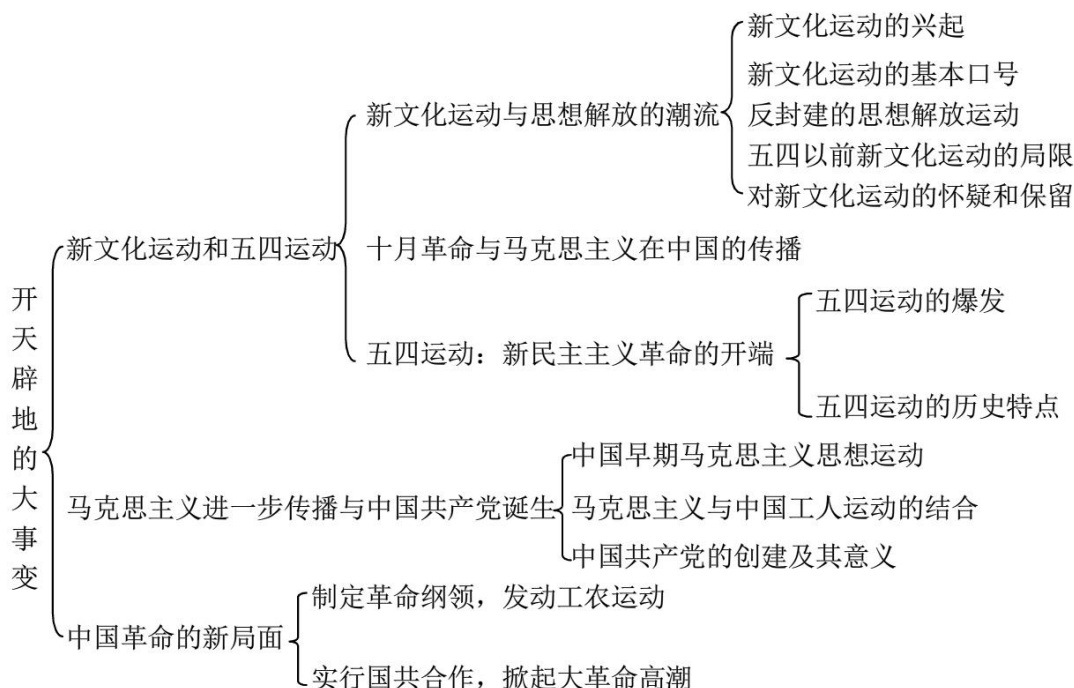 开天辟地的大事变
新文化运动和五四运动
新文化运动与思想解放的潮流
新文化运动的兴起
新文化运动的基本口号
反封建的思想解放运动
五四以前新文化运动的局限
对新文化运动的怀疑和保留
十月革命与马克思主义在中国的传播
五四运动：新民主主义革命的开端
五四运动的爆发
五四运动的历史特点
马克思主义进一步传播与中国共产党诞生
中国早期马克思主义思想运动
马克思主义与中国工人运动的结合
中国共产党的创建及其意义
中国革命的新局面
制定革命纲领，发动工农运动
实行国共合作，掀起大革命高潮